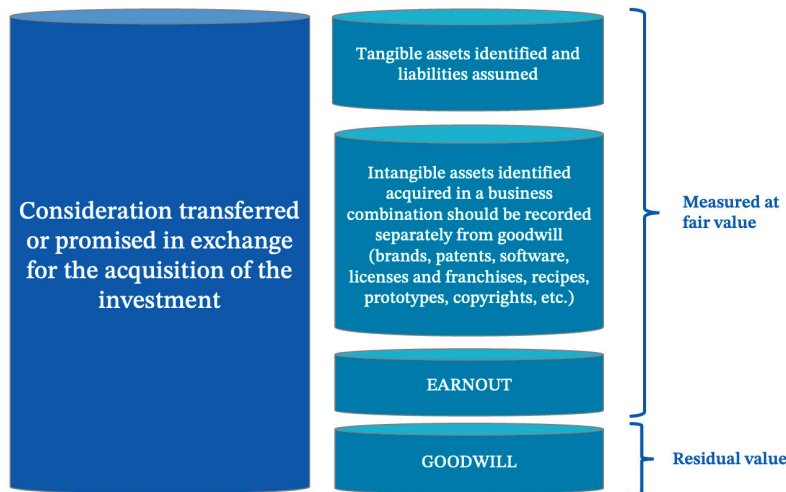 Consideration transferred
or promised in exchange
for the acquisition of the
investment
Tangible assets identified and
liabilities assumed
Intangible assets identified
acquired in a business
combination should be recorded
separately from goodwill
(brands, patents, software,
licenses and franchises, recipes,
prototypes, copyrights, etc.)
EARNOUT
GOODWILL
Measured at
fair value
Residual value